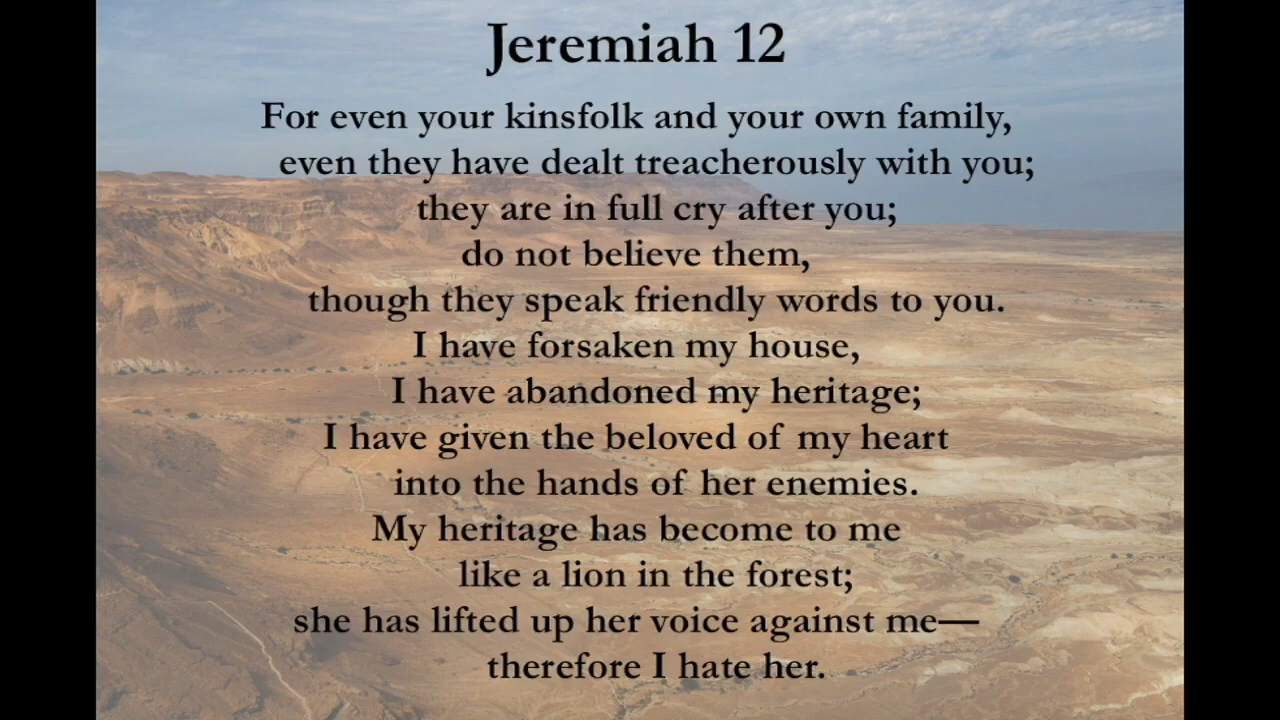 Jeremiah 12
For even your kinsfolk and your own family,
even they have dealt treacherously with you;
they are in full cry after you;
do not believe them,
though they speak friendly words to you.
I have forsaken my house,
I have abandoned my heritage;
I have given the beloved of my heart
into the hands of her enemies.
My heritage has become to me
like a lion in the forest;
she has lifted up her voice against me—
therefore I hate her.